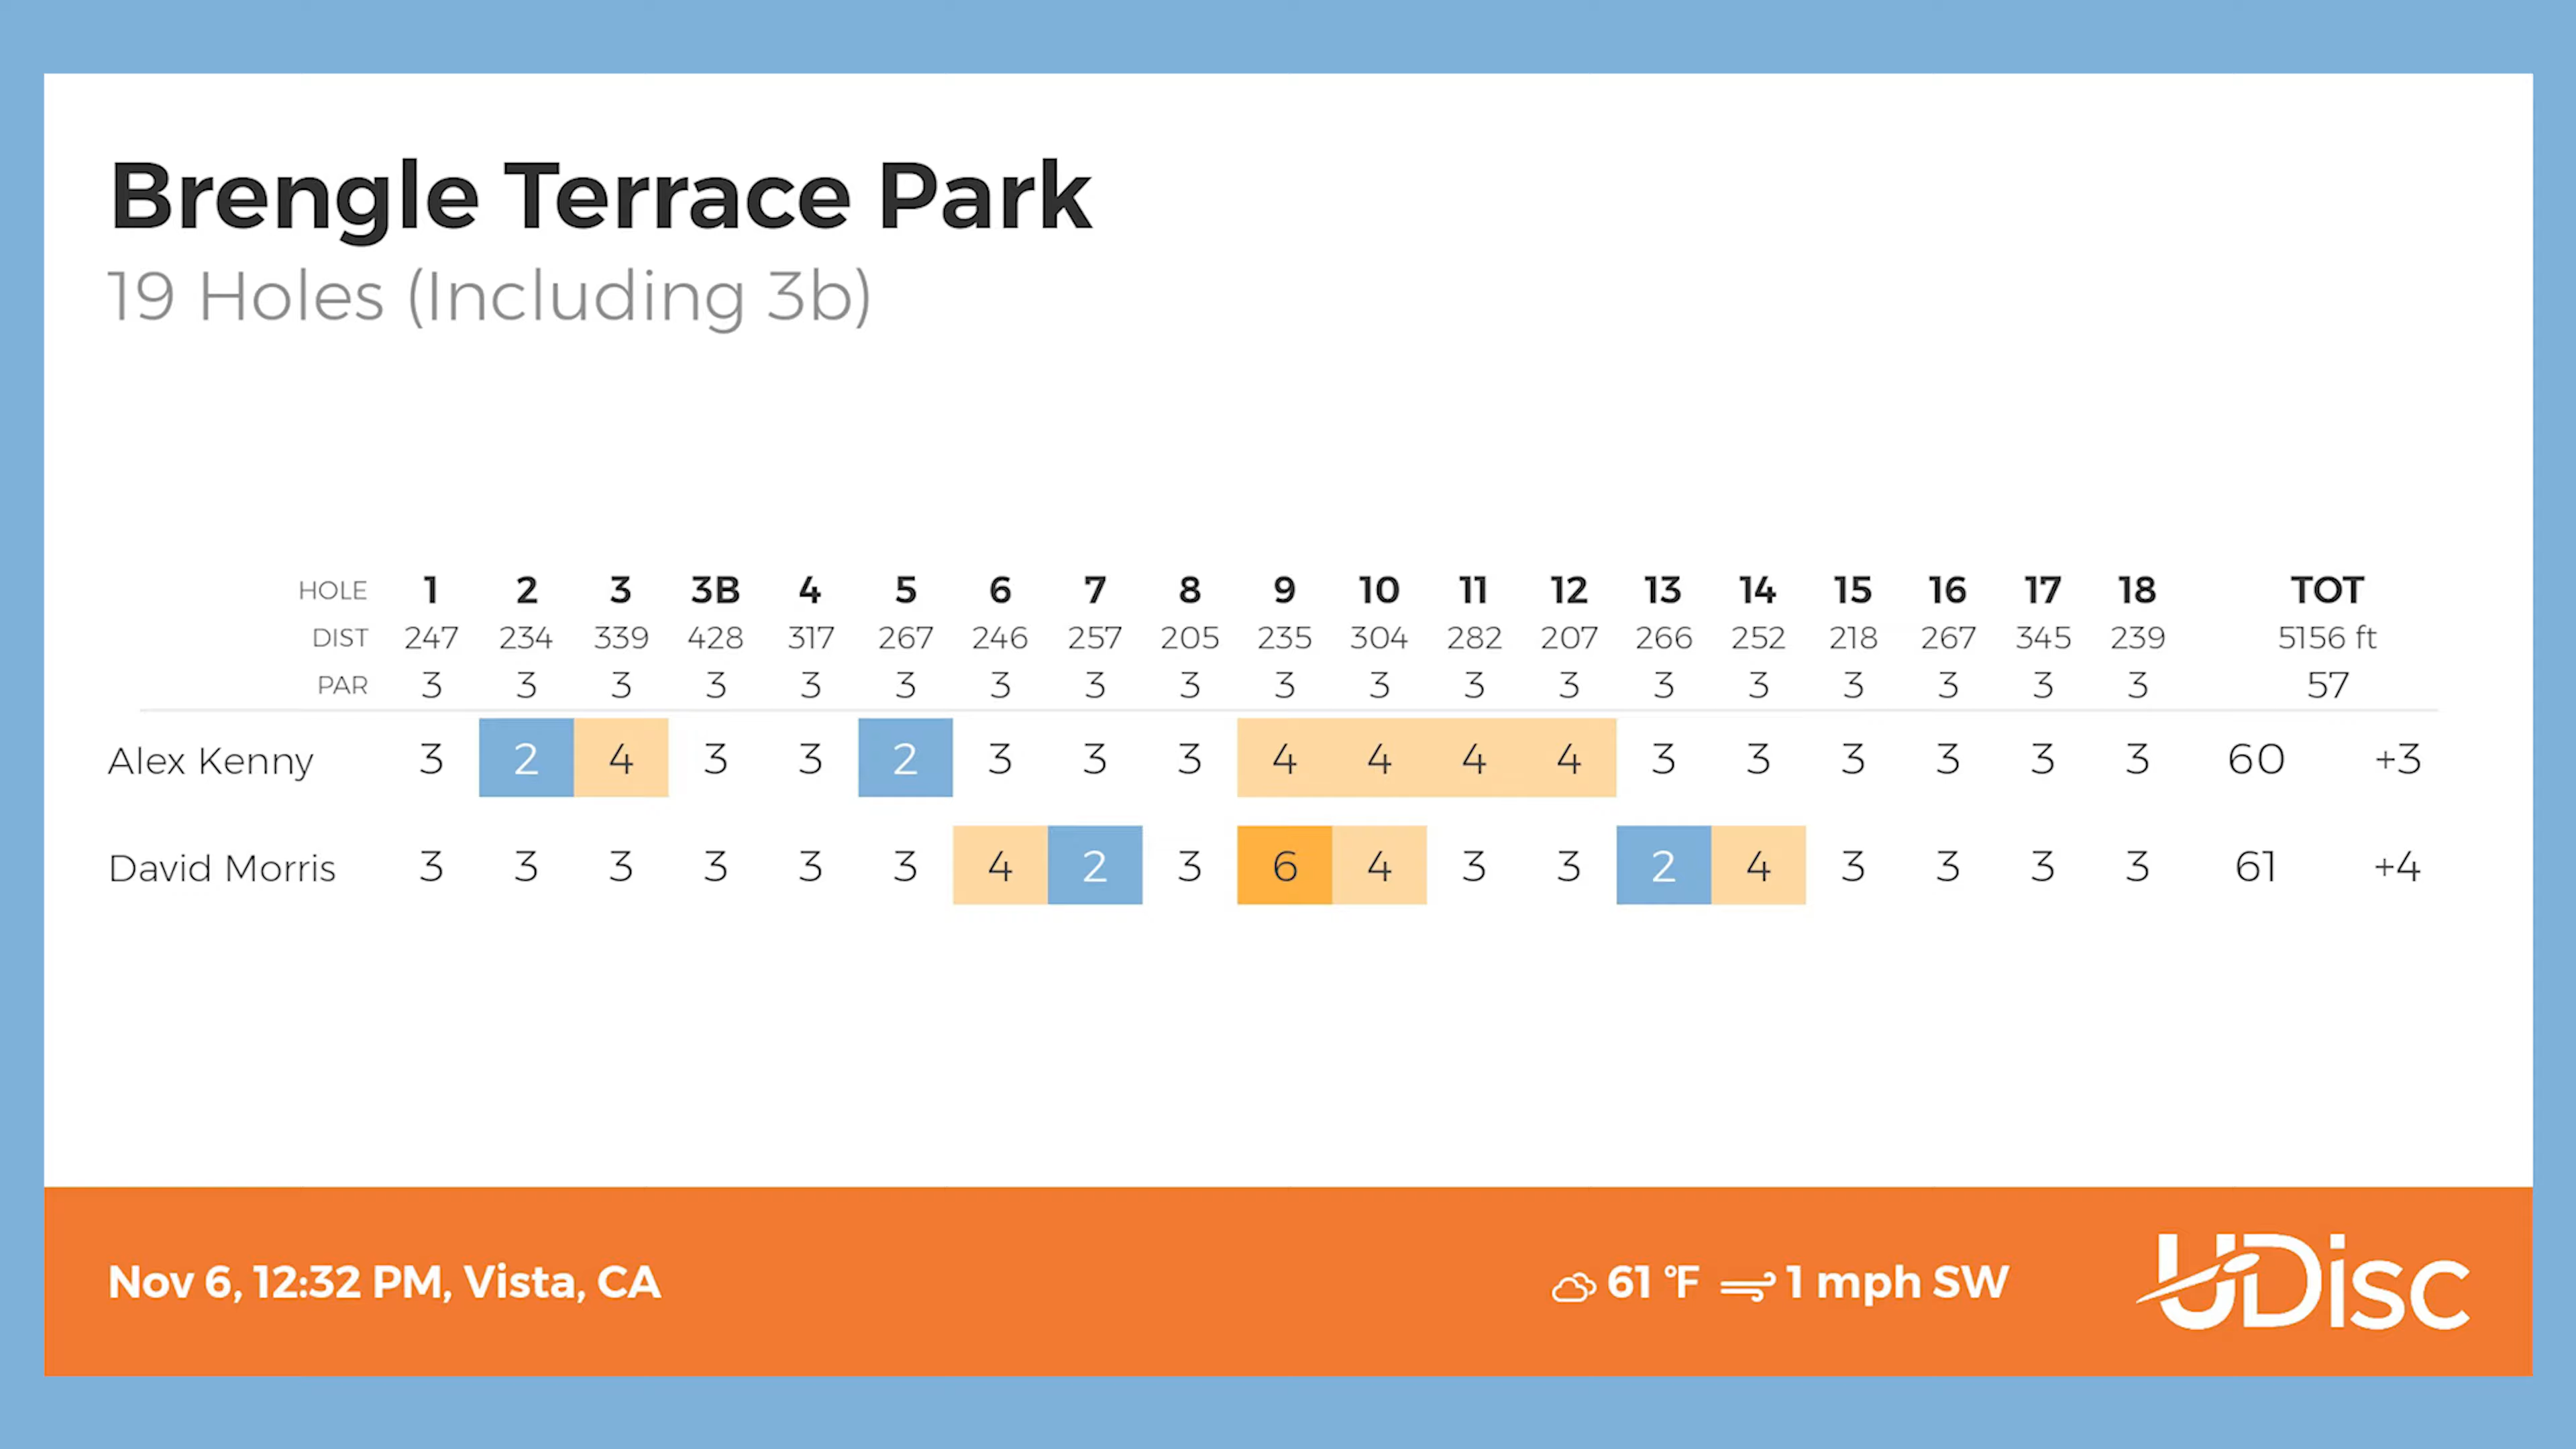 Brengle Terrace Park
19 Holes (Including 3b)
HOLE 1 2 3 3B 4 5 6 7 8 9 10 11 12 13 14 15 16 17 18 TOT
DIST 247 234 339 428 317 267 246 257 205 235 304 282 207 266 252 218 267 345 239 5156 ft
PAR 3 3 3 3 3 3 3 3 3 3 3 3 3 3 3 3 3 3 3 57
Alex Kenny 3 2 4 3 3 2 3 3 3 4 4 4 4 3 3 3 3 3 3 60 +3
David Morris 3 3 3 3 3 3 4 2 3 6 4 3 3 2 4 3 3 3 3 61 +4
Nov 6, 12:32 PM, Vista, CA 61 °F 1 mph SW UDisc